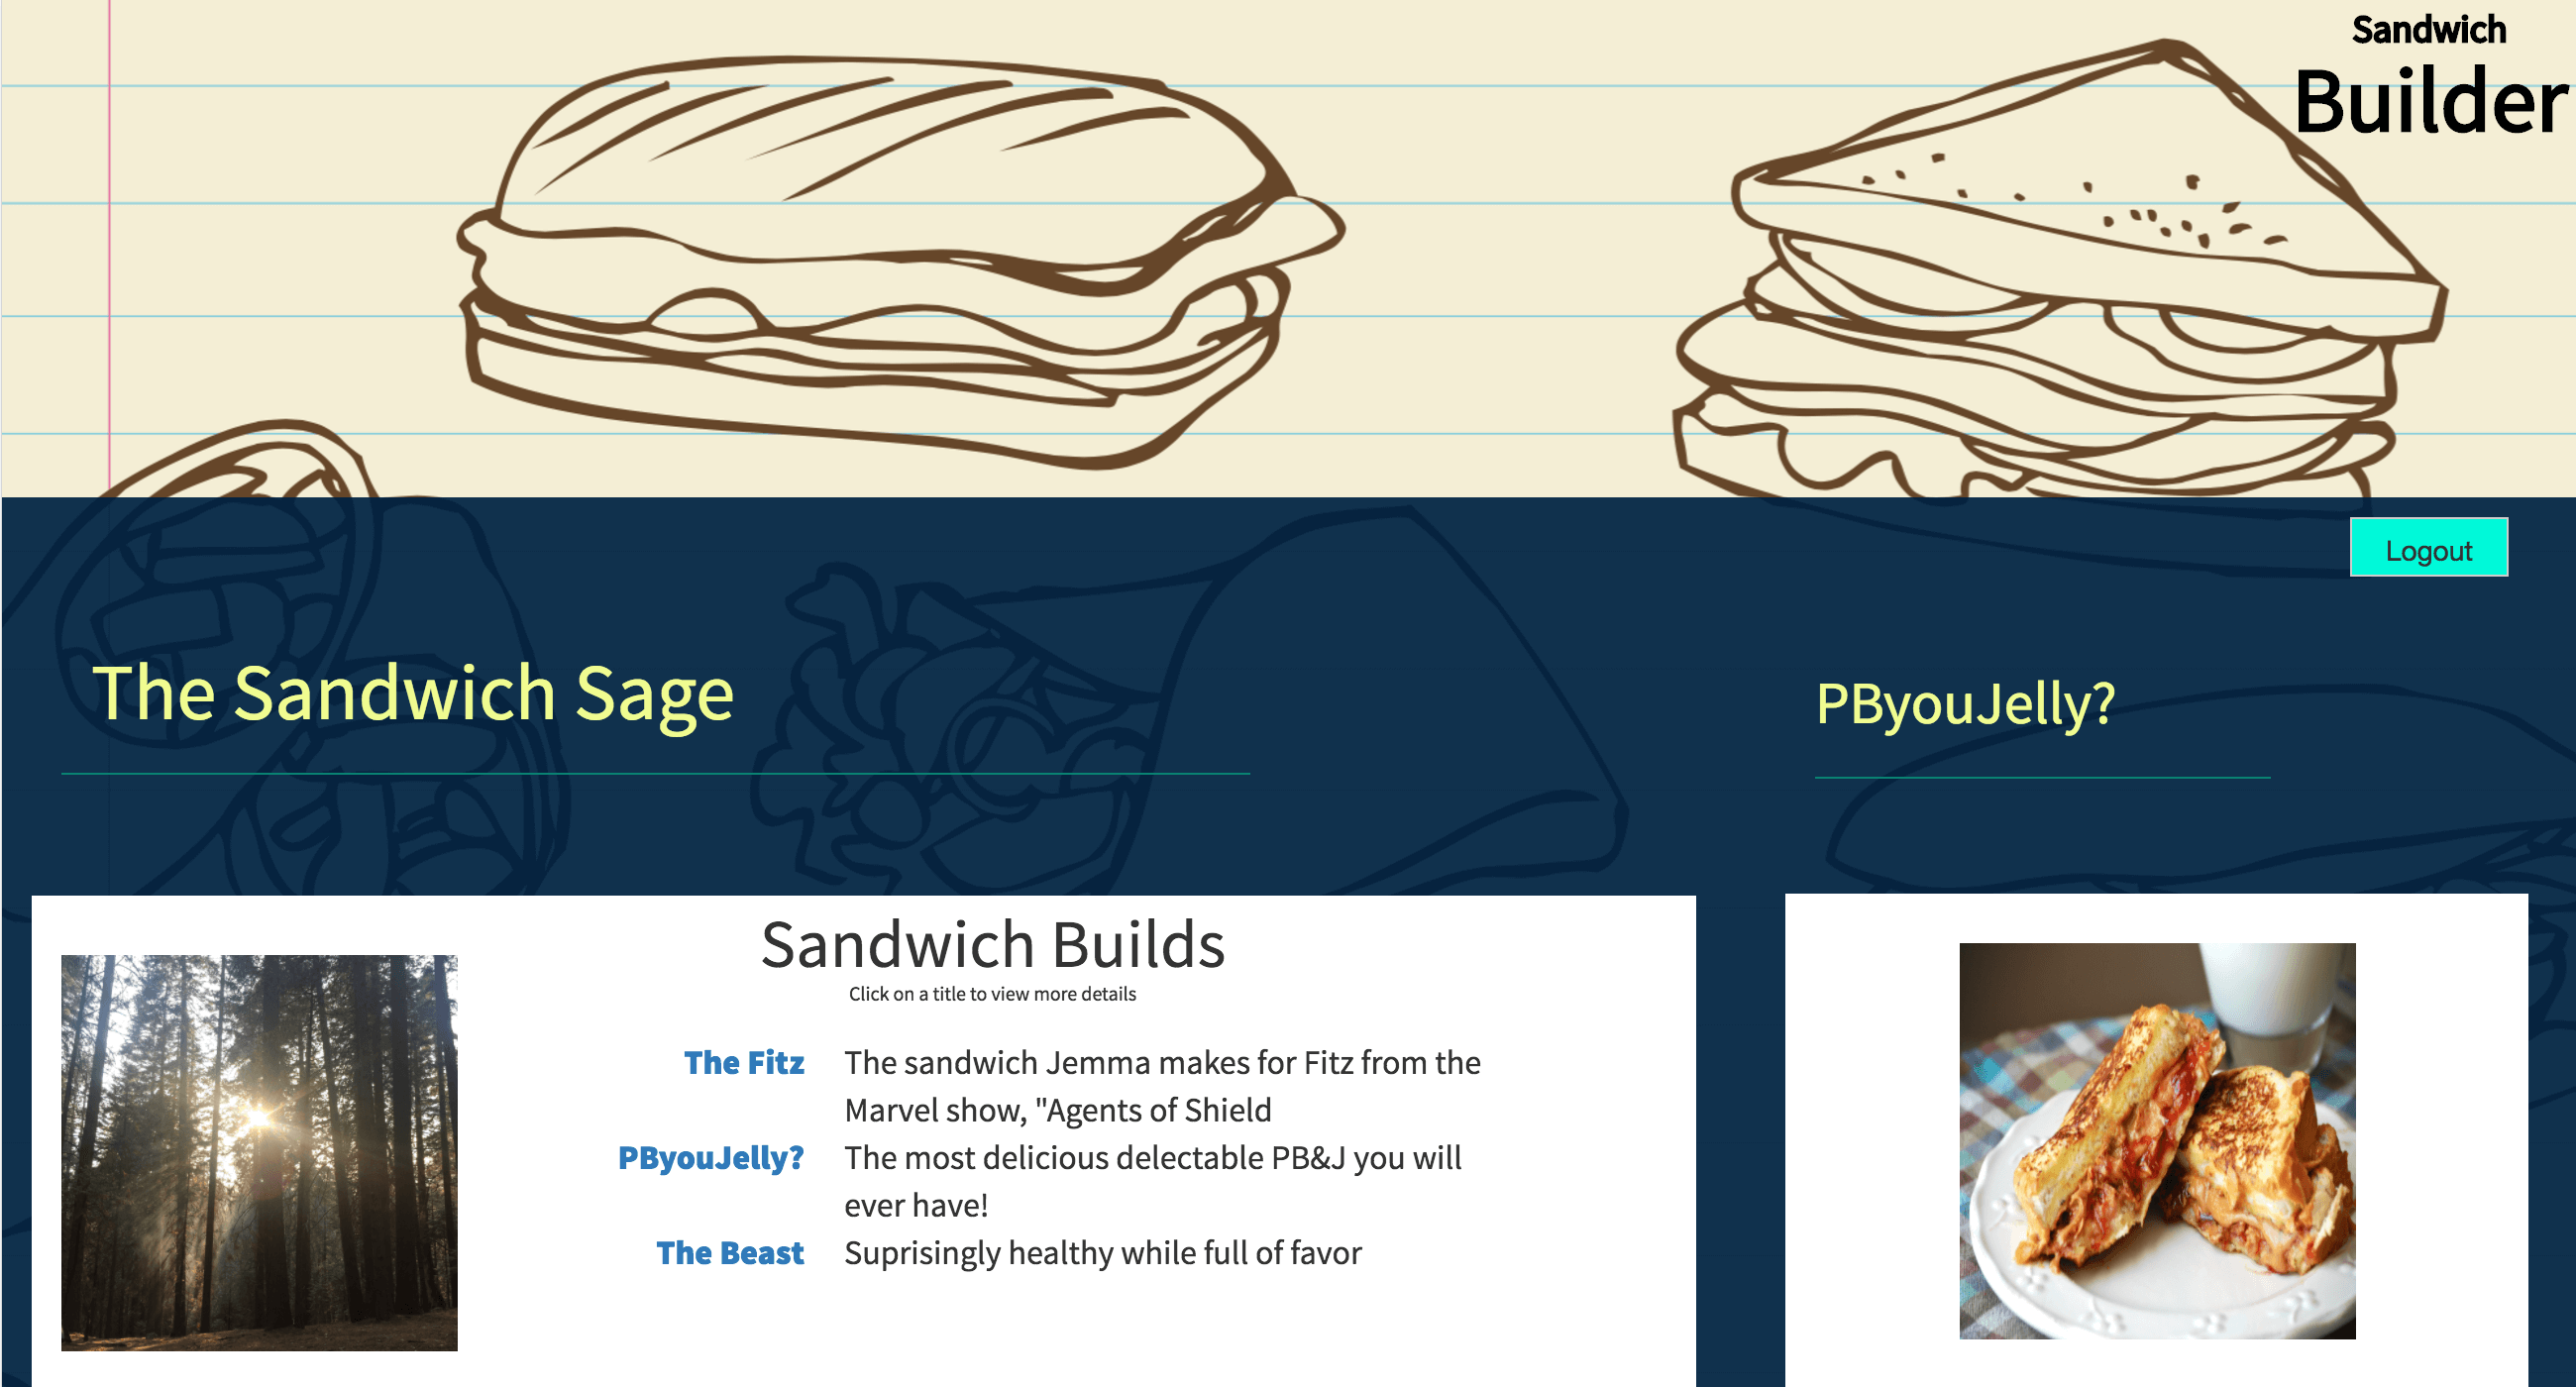 Sandwich
Builder
Logout
The Sandwich Sage
PByouJelly?
Sandwich Builds
Click on a title to view more details
The Fitz The sandwich Jemma makes for Fitz from the
Marvel show, "Agents of Shield
PByouJelly? The most delicious delectable PB&J you will
ever have!
The Beast Suprisingly healthy while full of favor